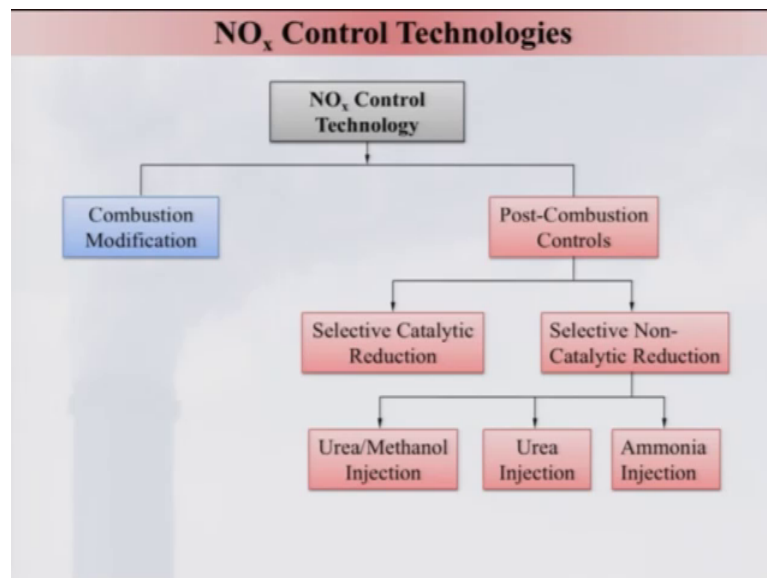 NOx Control Technologies
NOx Control
Technology
Combustion
Modification
Post-Combustion
Controls
Selective Catalytic
Reduction
Selective Non-
Catalytic Reduction
Urea/Methanol
Injection
Urea
Injection
Ammonia
Injection